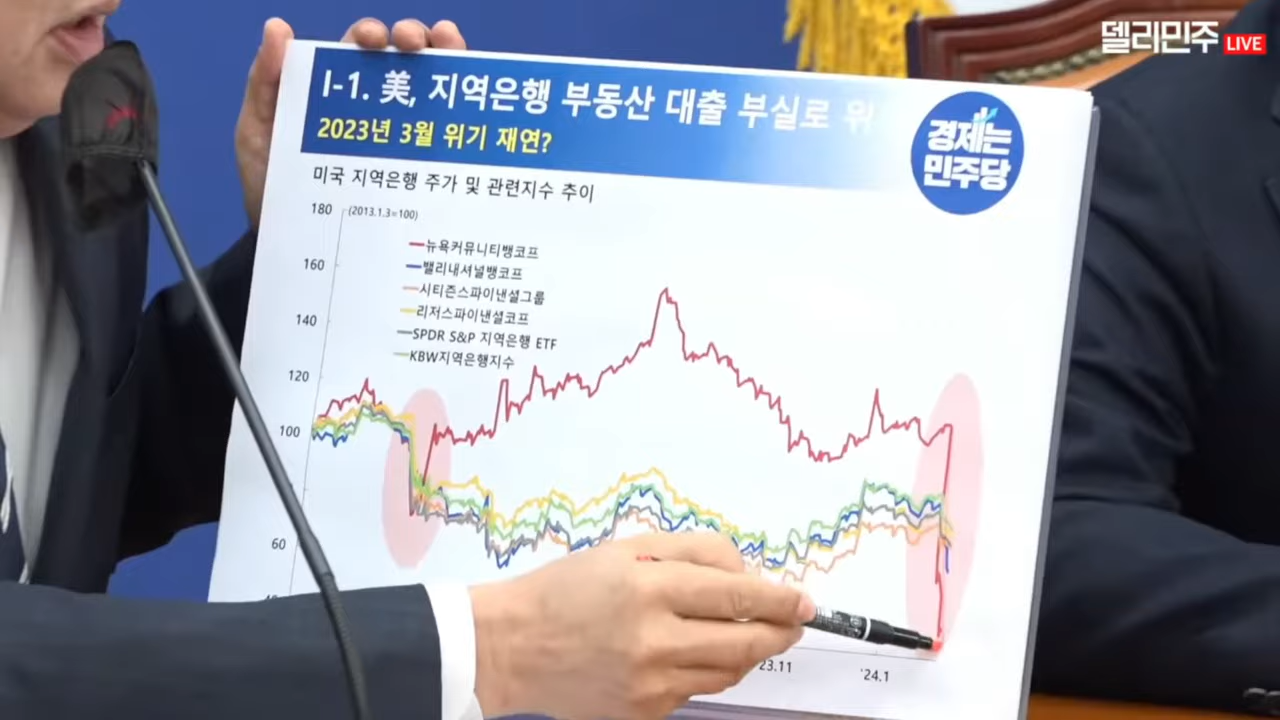 델리민주 LIVE
I-1. 美, 지역은행 부동산 대출 부실로 위
2023년 3월 위기 재연?
경제는
민주당
미국 지역은행 주가 및 관련지수 추이
180
(2013.1.3=100)
뉴욕커뮤니티뱅코프
밸리내셔널뱅코프
160
시티즌스파이낸셜그룹
리저스파이낸셜코프
140
SPDR S&P 지역은행 ETF
KBW지역은행지수
120
100
60
'23.11
'24.1